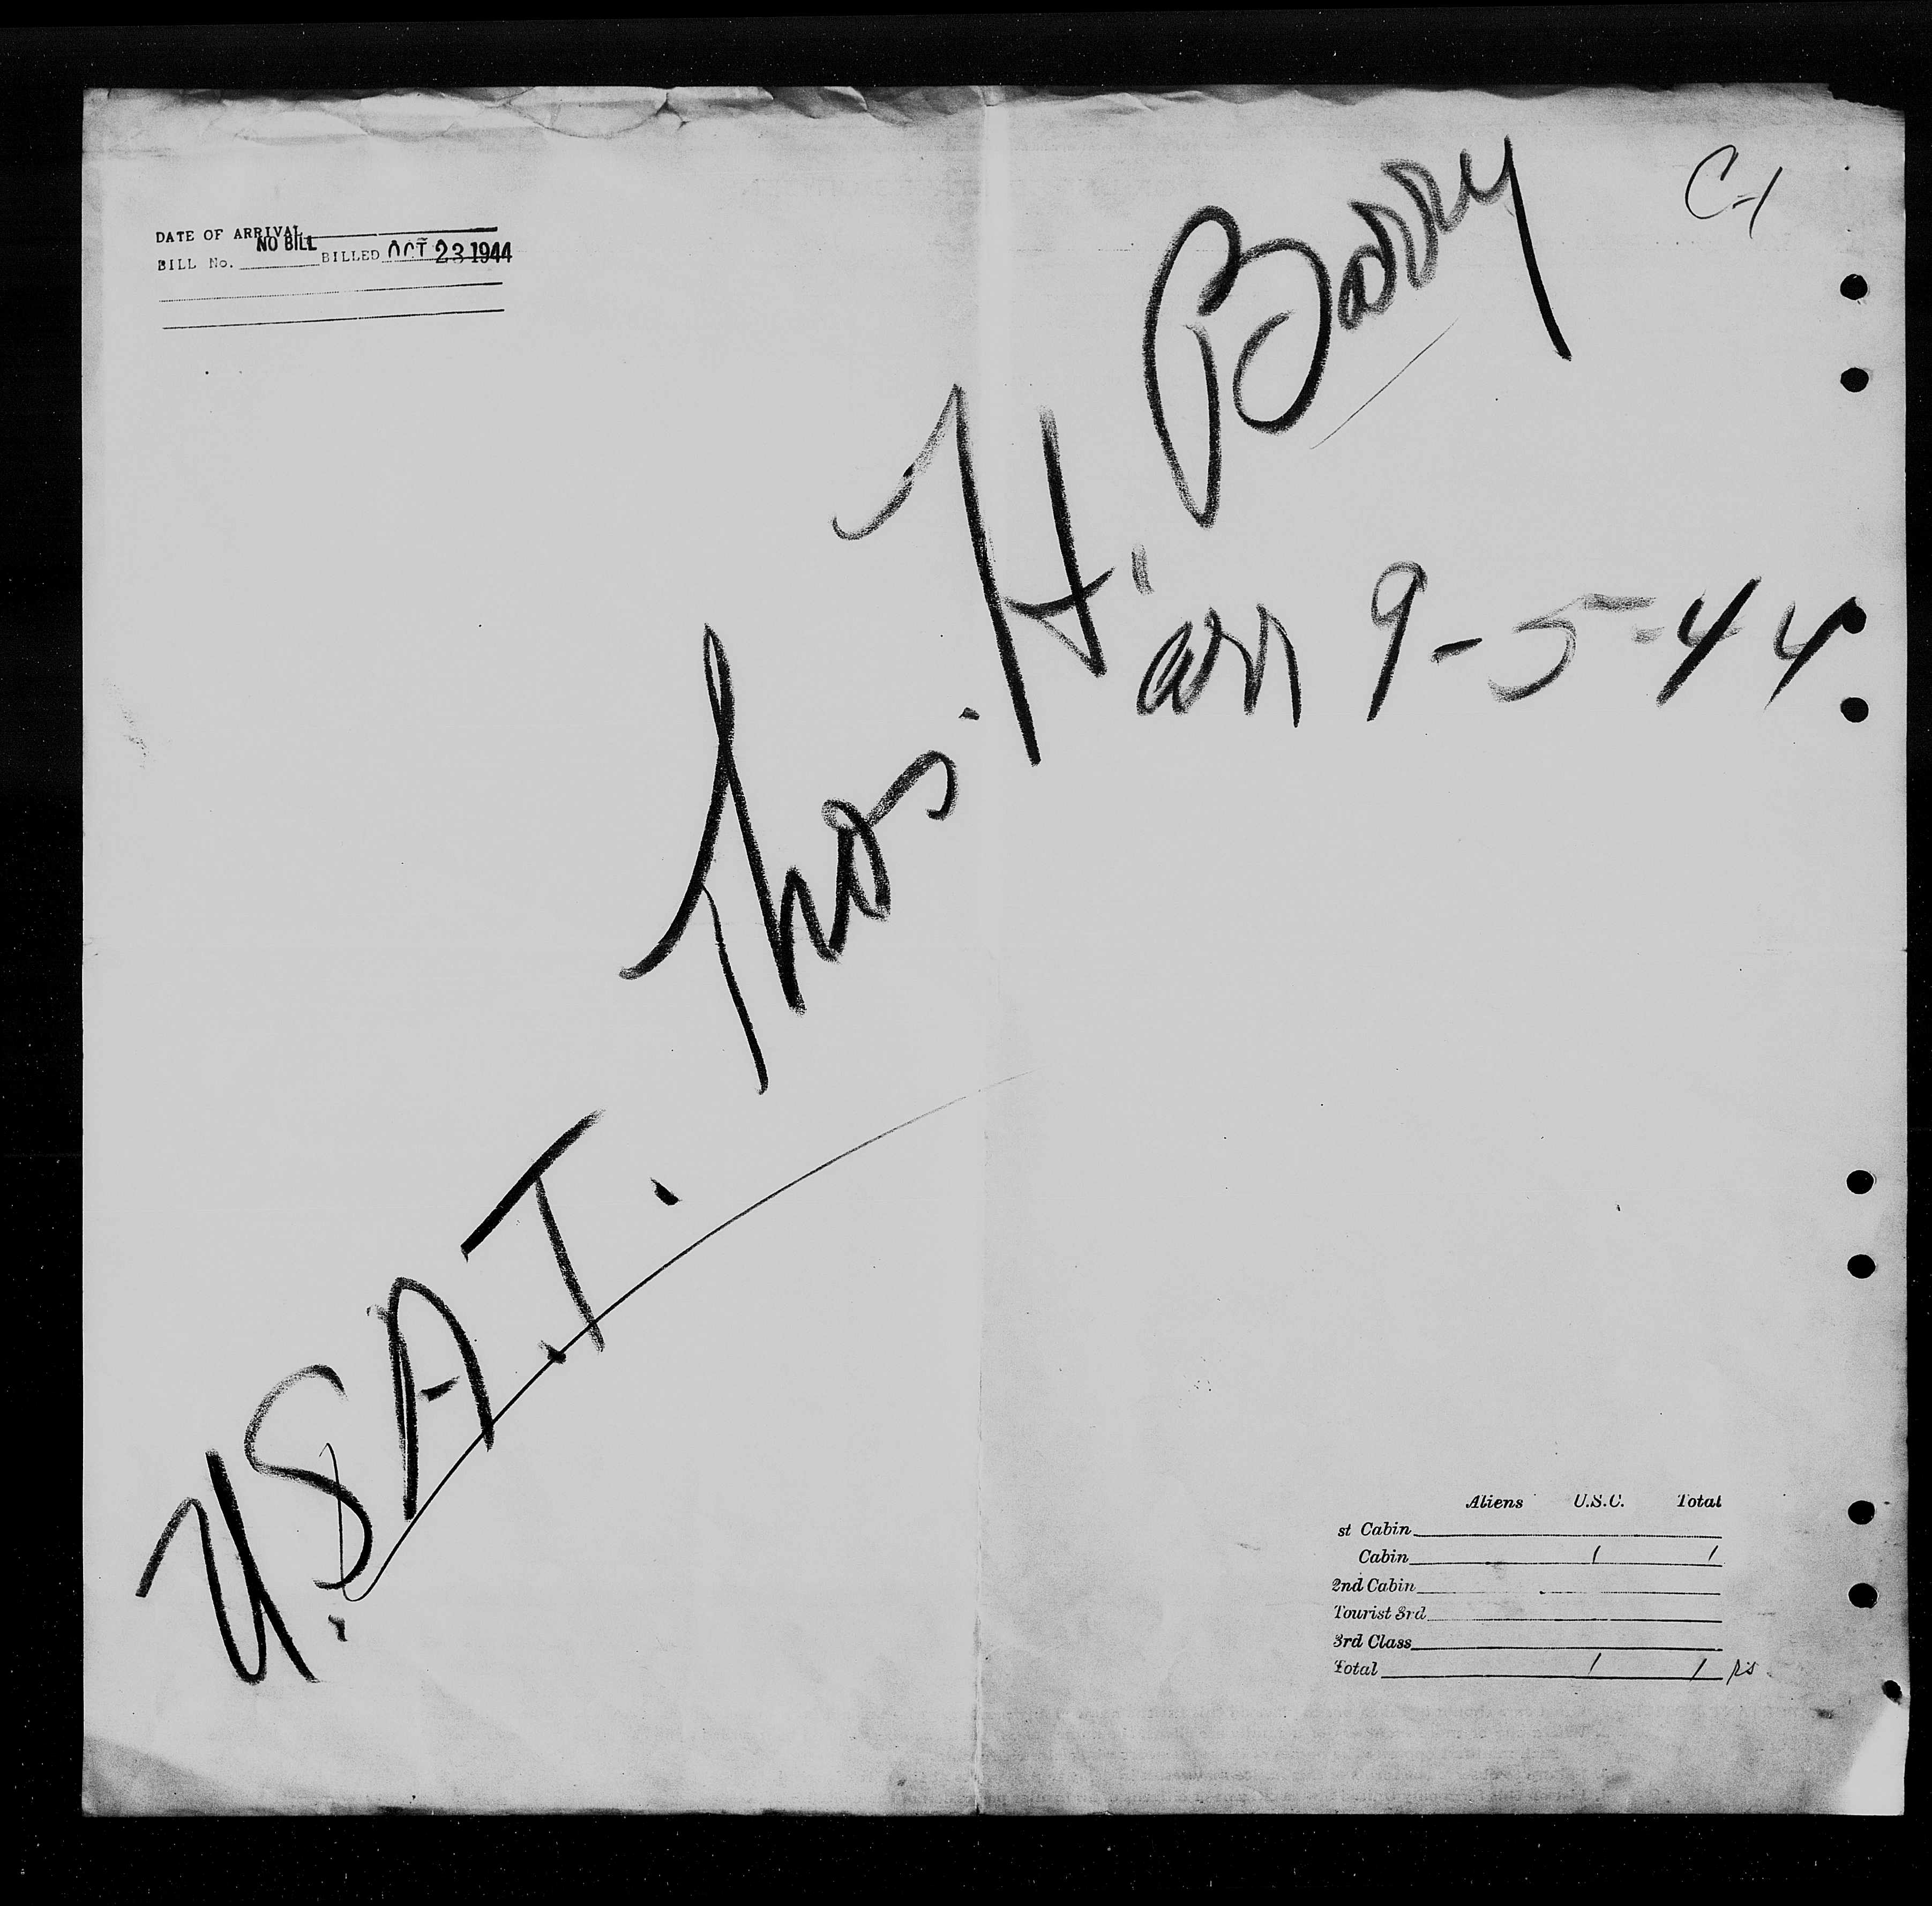 C-1
DATE OF ARRIVAL
BILL No. NO BILL BILLED OCT 23 1944
U.S.A.T. Thos. H. Barry
arr 9-5-44
Aliens U.S.C. Total
st Cabin
Cabin 1 1
2nd Cabin
Tourist 3rd
3rd Class
Total 1 1